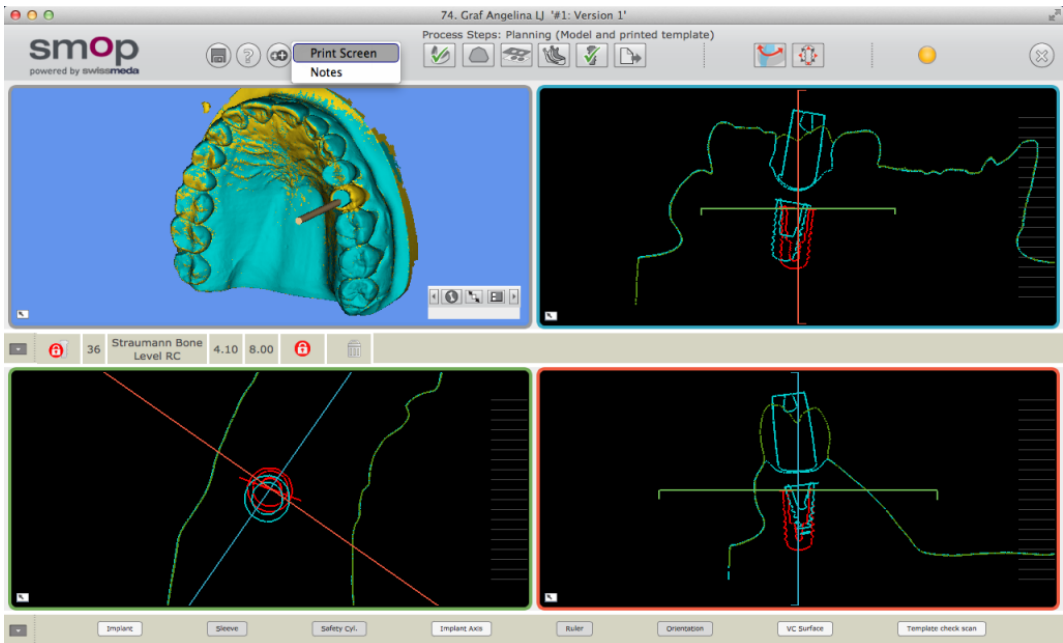 74. Graf Angelina LJ '#1: Version 1'
Process Steps: Planning (Model and printed template)
smop
powered by swissmeda
Print Screen
Notes
36
Straumann Bone
Level RC
4.10
8.00
Implant
Sleeve
Safety Cyl.
Implant Axis
Ruler
Orientation
VC Surface
Template check scan